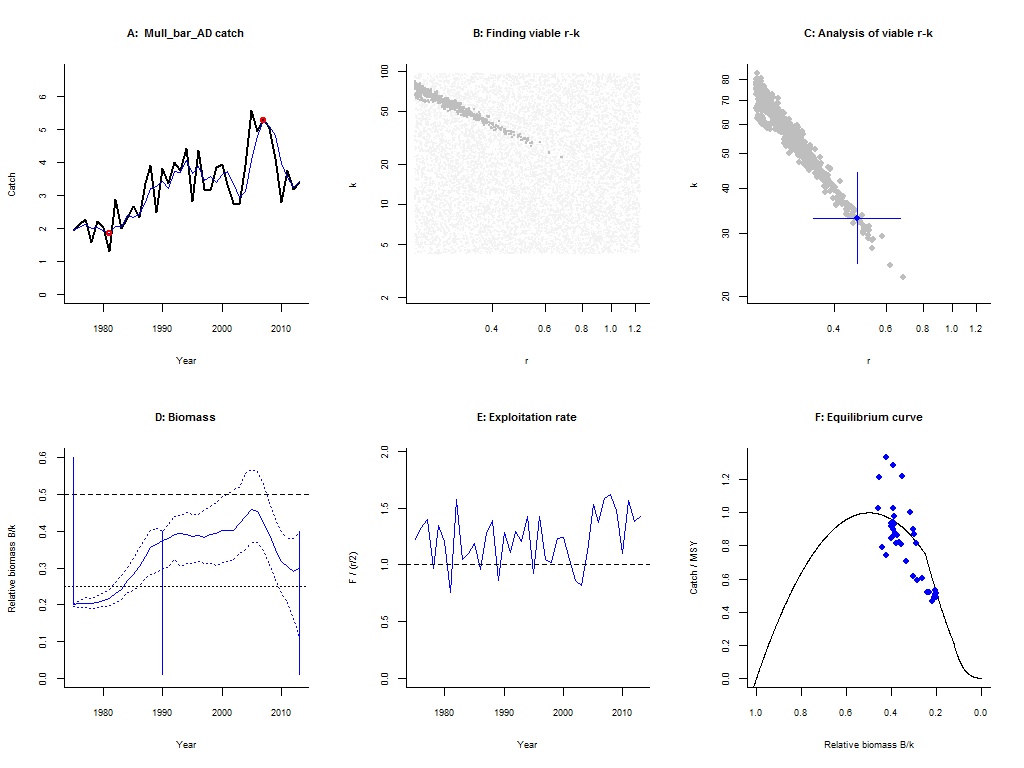 A: Mull_bar_AD catch
Catch
0 1 2 3 4 5 6
1980 1990 2000 2010
Year
B: Finding viable r-k
k
2 5 10 20 50 100
0.4 0.6 0.8 1.0 1.2
r
C: Analysis of viable r-k
k
20 30 40 50 60 70 80
0.4 0.6 0.8 1.0 1.2
r
D: Biomass
Relative biomass B/k
0.0 0.1 0.2 0.3 0.4 0.5 0.6
1980 1990 2000 2010
Year
E: Exploitation rate
F / (r/2)
0.0 0.5 1.0 1.5 2.0
1980 1990 2000 2010
Year
F: Equilibrium curve
Catch / MSY
0.0 0.2 0.4 0.6 0.8 1.0 1.2
1.0 0.8 0.6 0.4 0.2 0.0
Relative biomass B/k